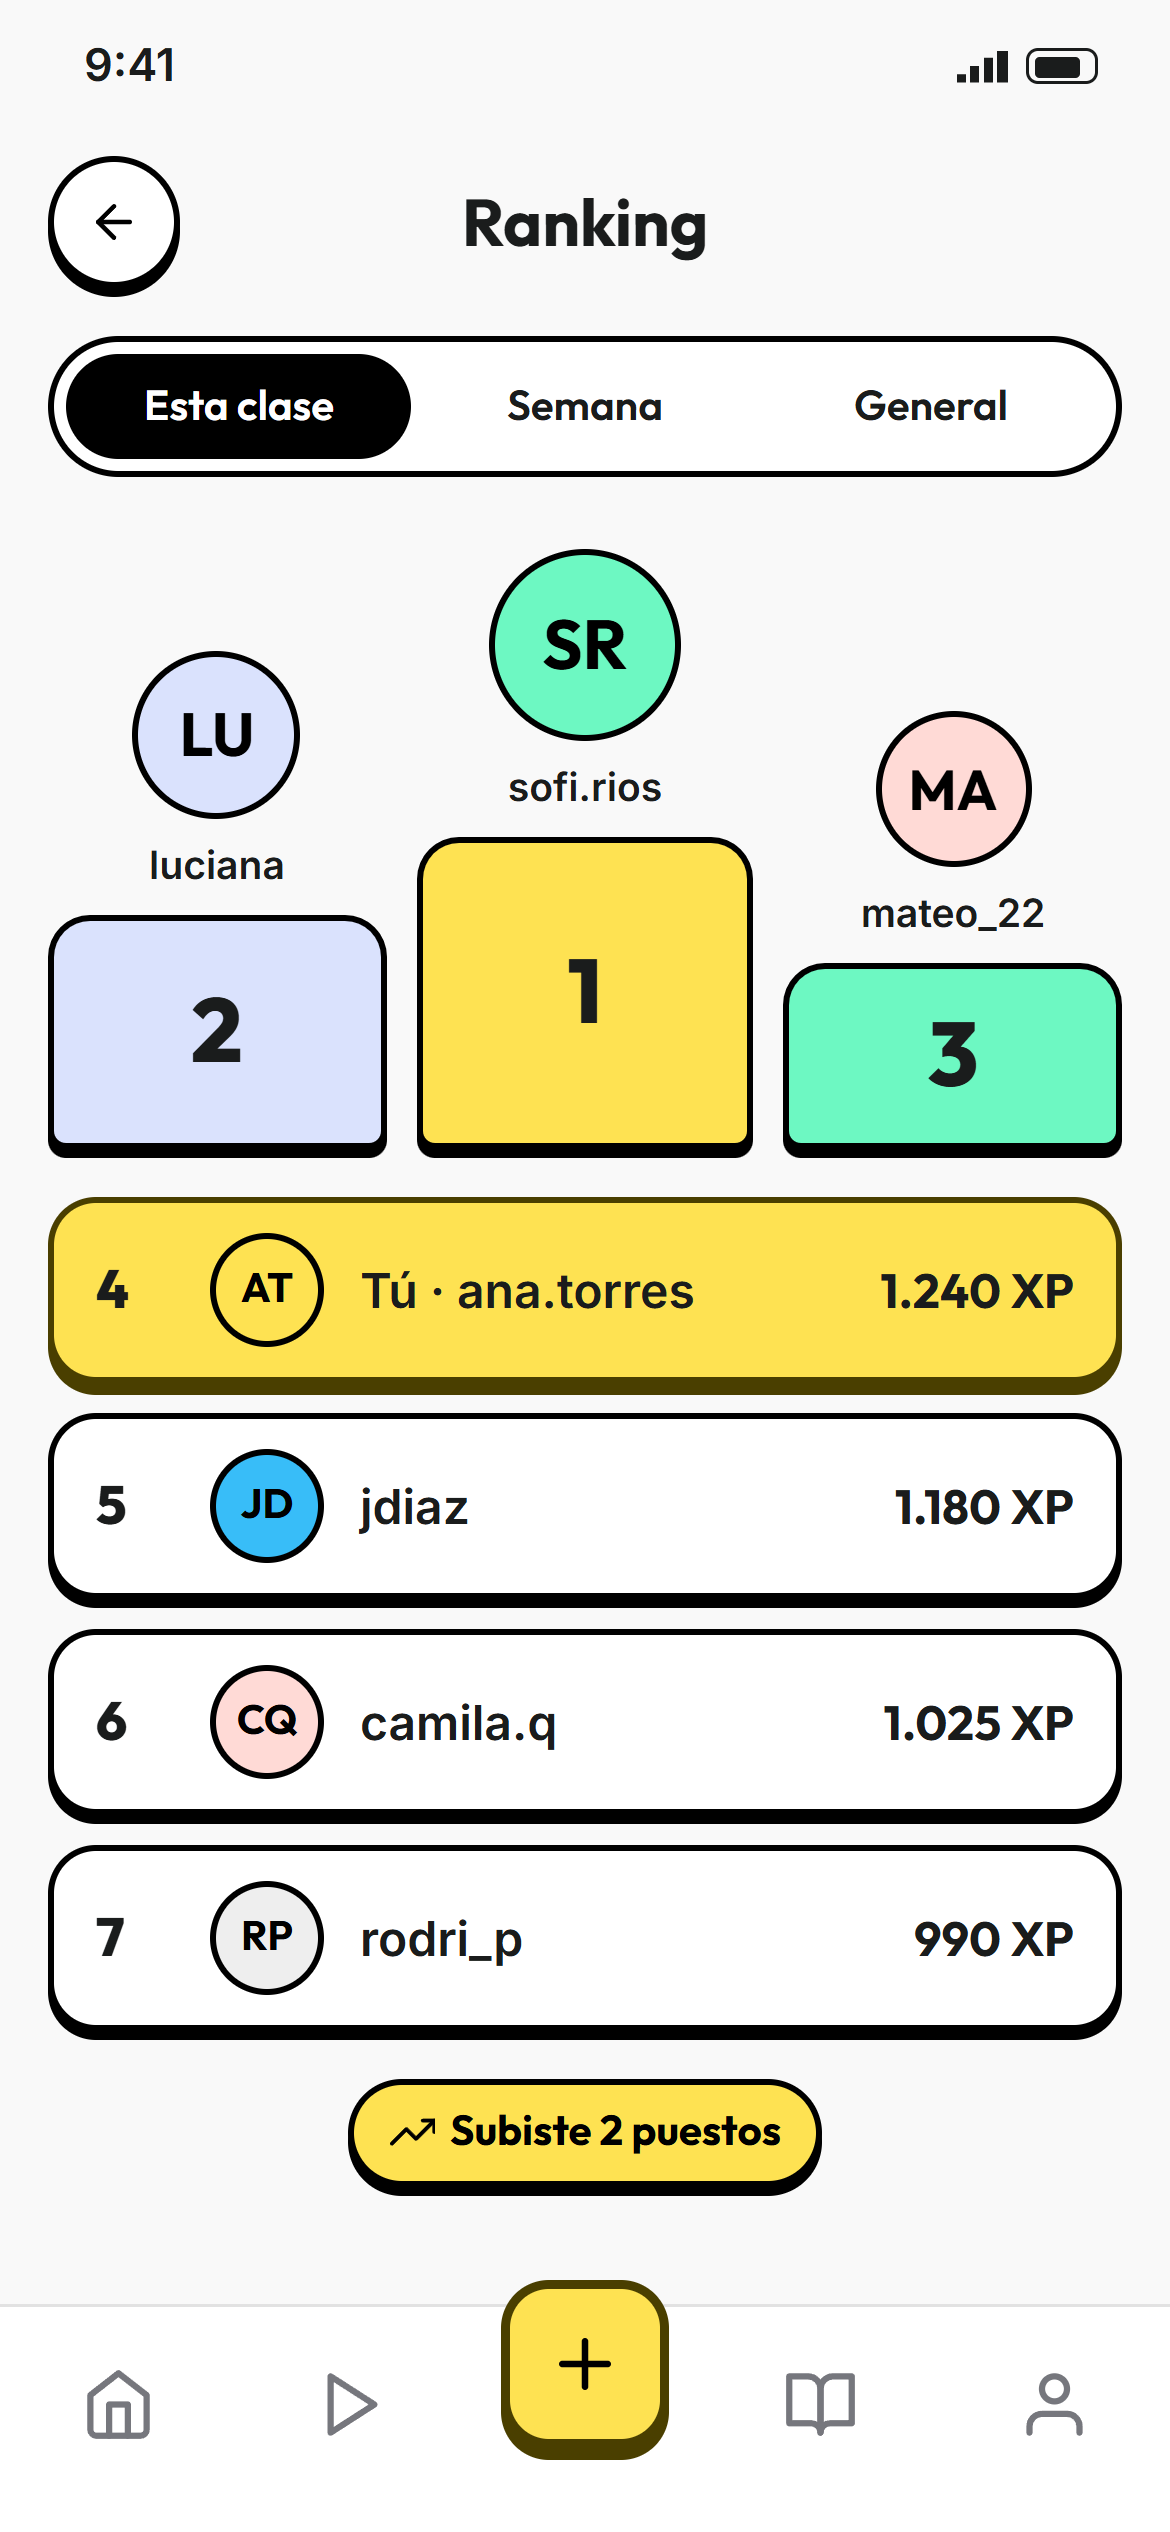 9:41
Ranking
Esta clase
Semana
General
SR
sofi.rios
1
LU
luciana
2
MA
mateo_22
3
4 AT Tú · ana.torres 1.240 XP
5 JD jdiaz 1.180 XP
6 CQ camila.q 1.025 XP
7 RP rodri_p 990 XP
Subiste 2 puestos